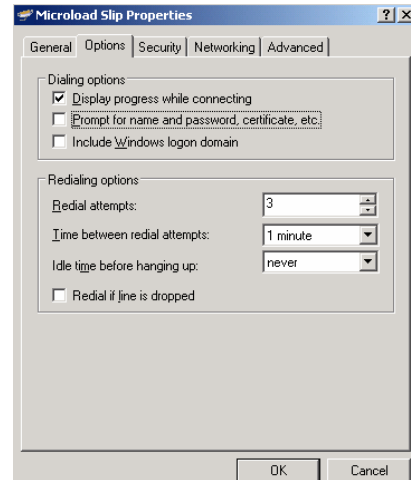 Microload Slip Properties
General Options Security Networking Advanced
Dialing options
Display progress while connecting
Prompt for name and password, certificate, etc.
Include Windows logon domain
Redialing options
Redial attempts: 3
Time between redial attempts: 1 minute
Idle time before hanging up: never
Redial if line is dropped
OK Cancel